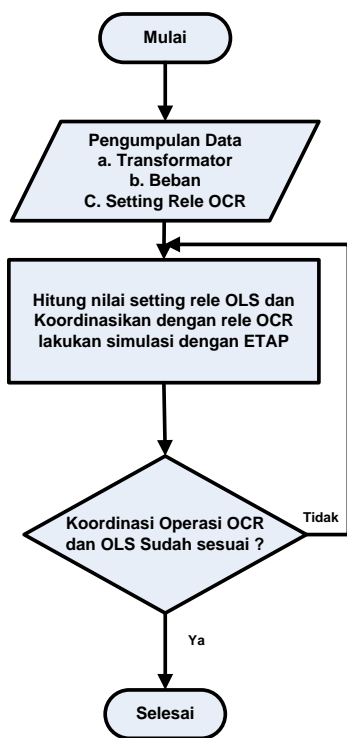 Mulai
Pengumpulan Data
a. Transformator
b. Beban
C. Setting Rele OCR
Hitung nilai setting rele OLS dan
Koordinasikan dengan rele OCR
lakukan simulasi dengan ETAP
Koordinasi Operasi OCR
dan OLS Sudah sesuai ?
Tidak
Ya
Selesai